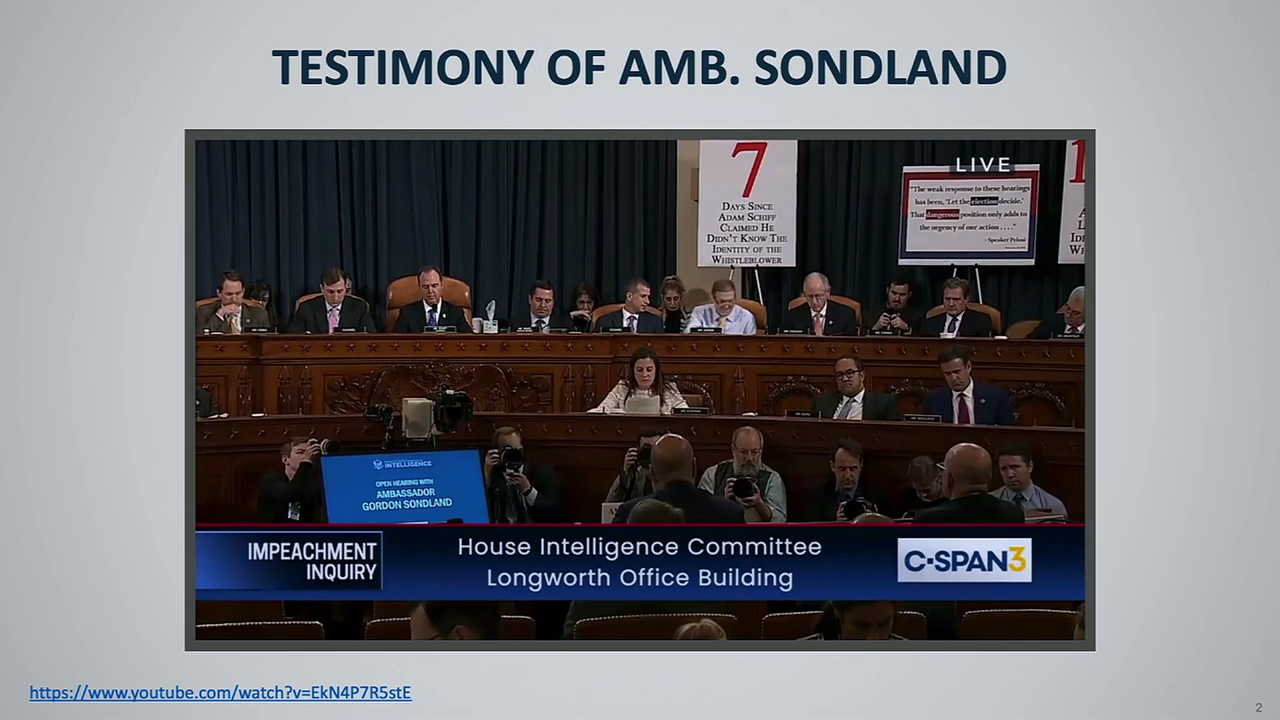 TESTIMONY OF AMB. SONDLAND
LIVE
7
DAYS SINCE
ADAM SCHIFF
CLAIMED HE
DIDN'T KNOW THE
IDENTITY OF THE
WHISTLEBLOWER
"The weak response to these hearings
has been, 'Let the election decide.'
That dangerous position only adds to
the urgency of our action . . . ."
- Speaker Pelosi
INTELLIGENCE
OPEN HEARING WITH
AMBASSADOR
GORDON SONDLAND
IMPEACHMENT
INQUIRY
House Intelligence Committee
Longworth Office Building
C-SPAN3
https://www.youtube.com/watch?v=EkN4P7R5stE
2